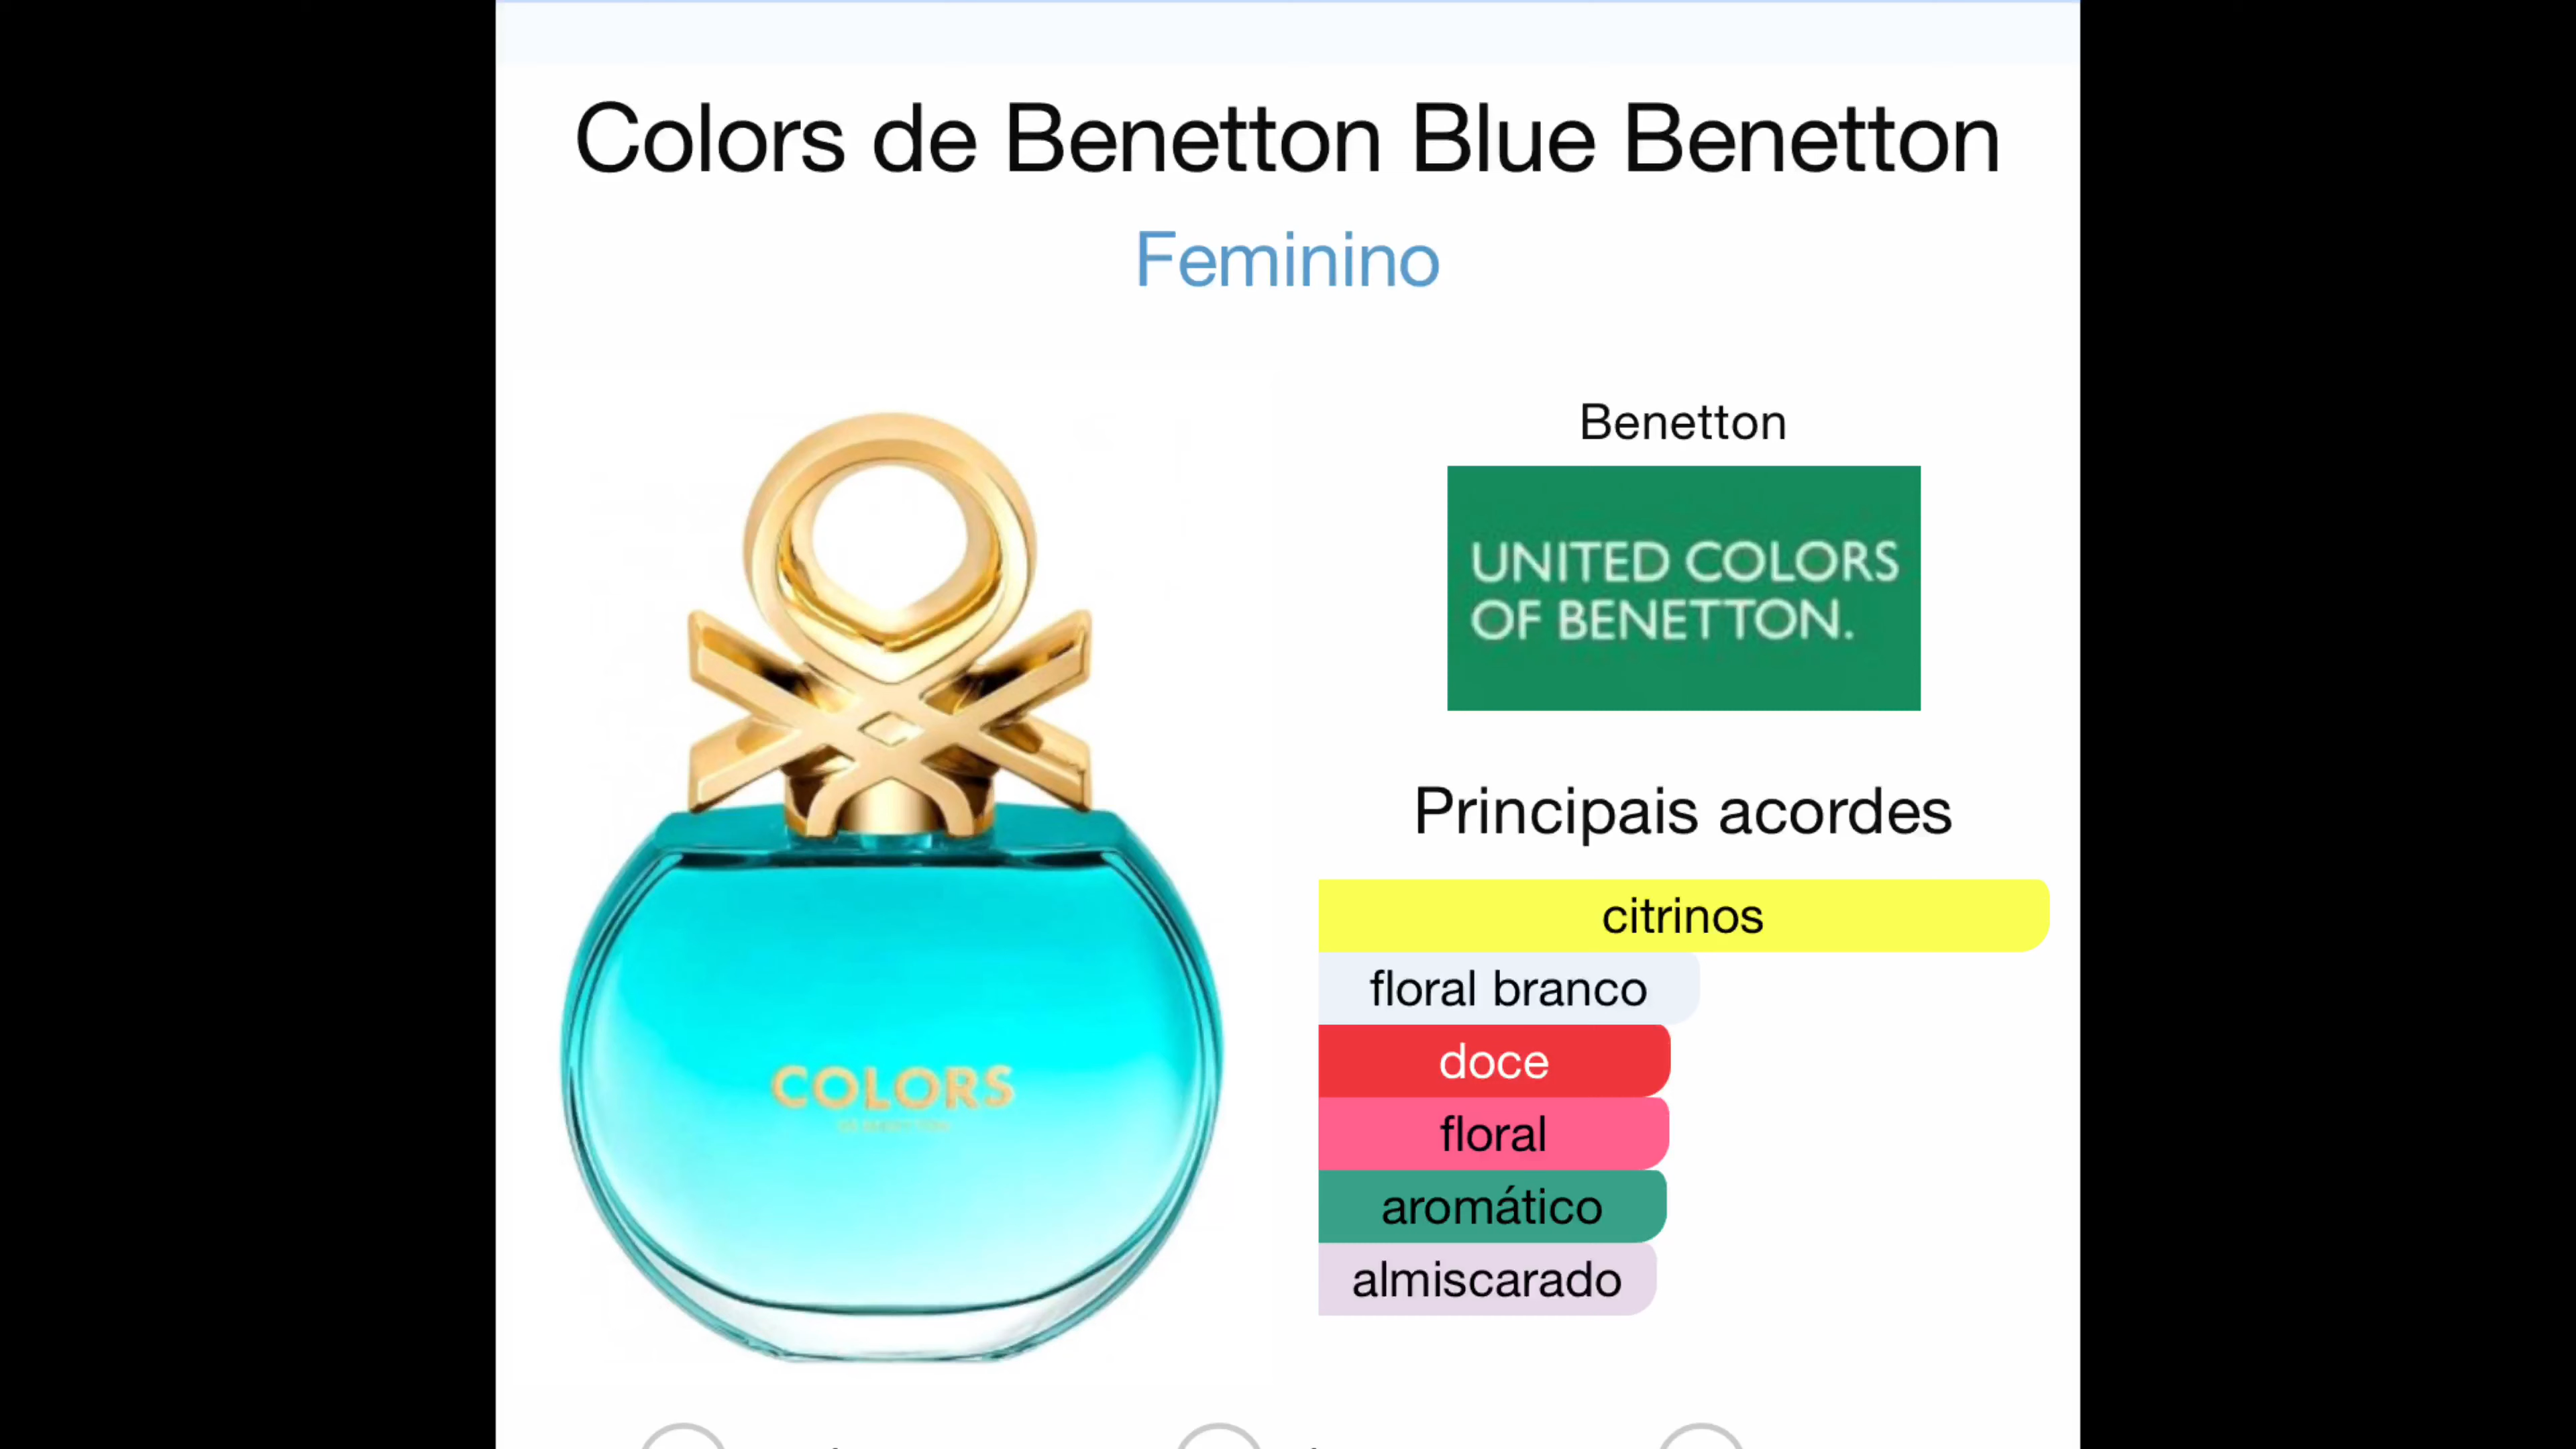 Colors de Benetton Blue Benetton
Feminino
Benetton
UNITED COLORS
OF BENETTON.
Principais acordes
citrinos
floral branco
doce
floral
aromático
almiscarado
COLORS